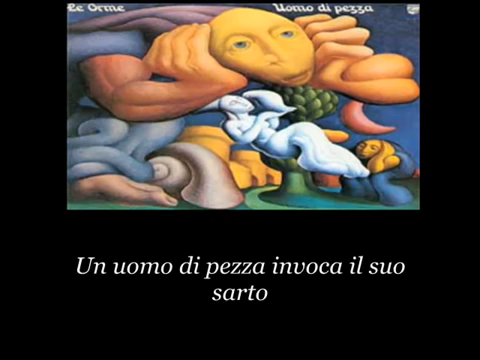 Le Orme Uomo di pezza
Un uomo di pezza invoca il suo
sarto